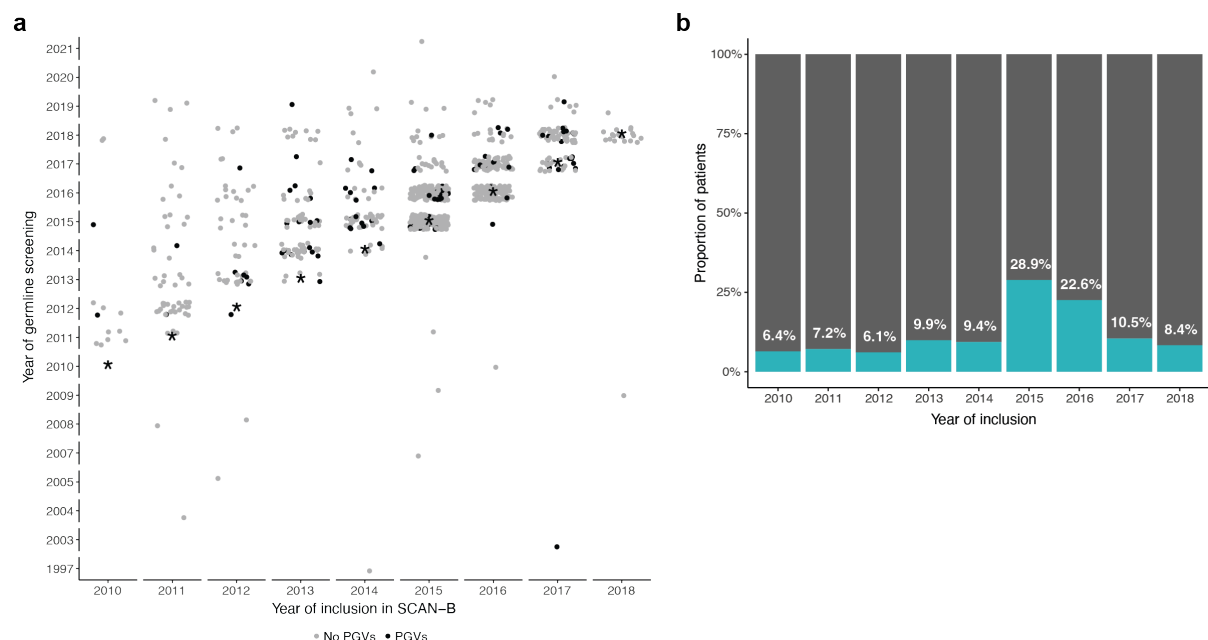 a
Year of germline screening
2021
2020
2019
2018
2017
2016
2015
2014
2013
2012
2011
2010
2009
2008
2007
2005
2004
2003
1997
2010 2011 2012 2013 2014 2015 2016 2017 2018
Year of inclusion in SCAN−B
No PGVs PGVs
b
Proportion of patients
100%
75%
50%
25%
0%
6.4% 7.2% 6.1% 9.9% 9.4% 28.9% 22.6% 10.5% 8.4%
2010 2011 2012 2013 2014 2015 2016 2017 2018
Year of inclusion